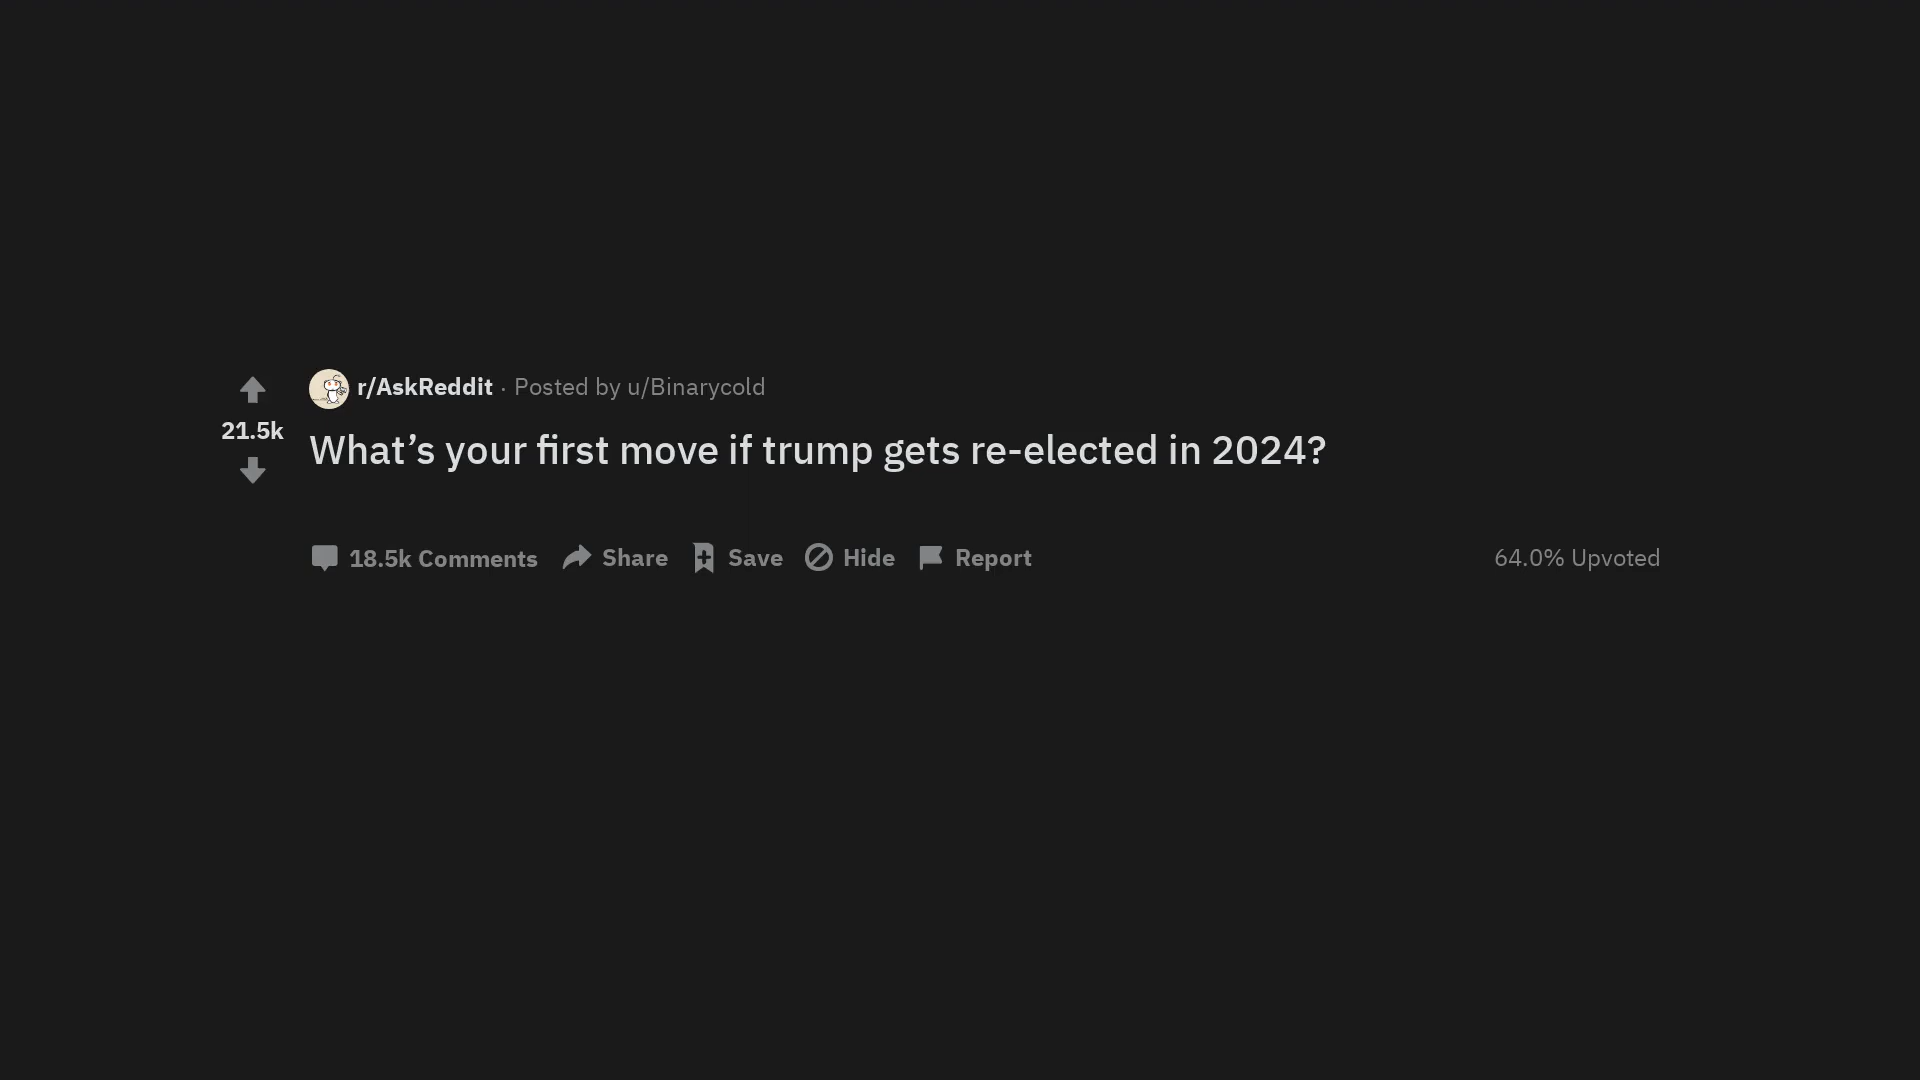 r/AskReddit · Posted by u/Binarycold
21.5k
What’s your first move if trump gets re-elected in 2024?
18.5k Comments Share Save Hide Report 64.0% Upvoted